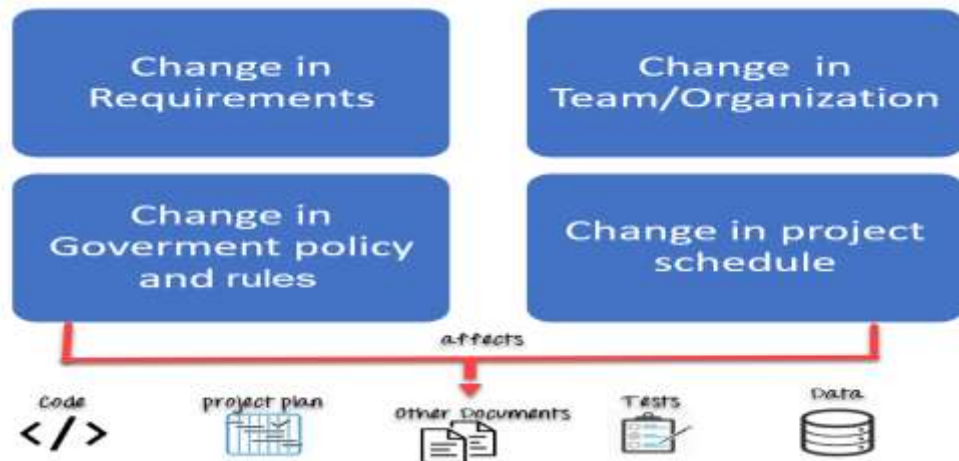 Change in
Requirements
Change in
Team/Organization
Change in
Goverment policy
and rules
Change in project
schedule
affects
Code
project plan
Other Documents
Tests
Data